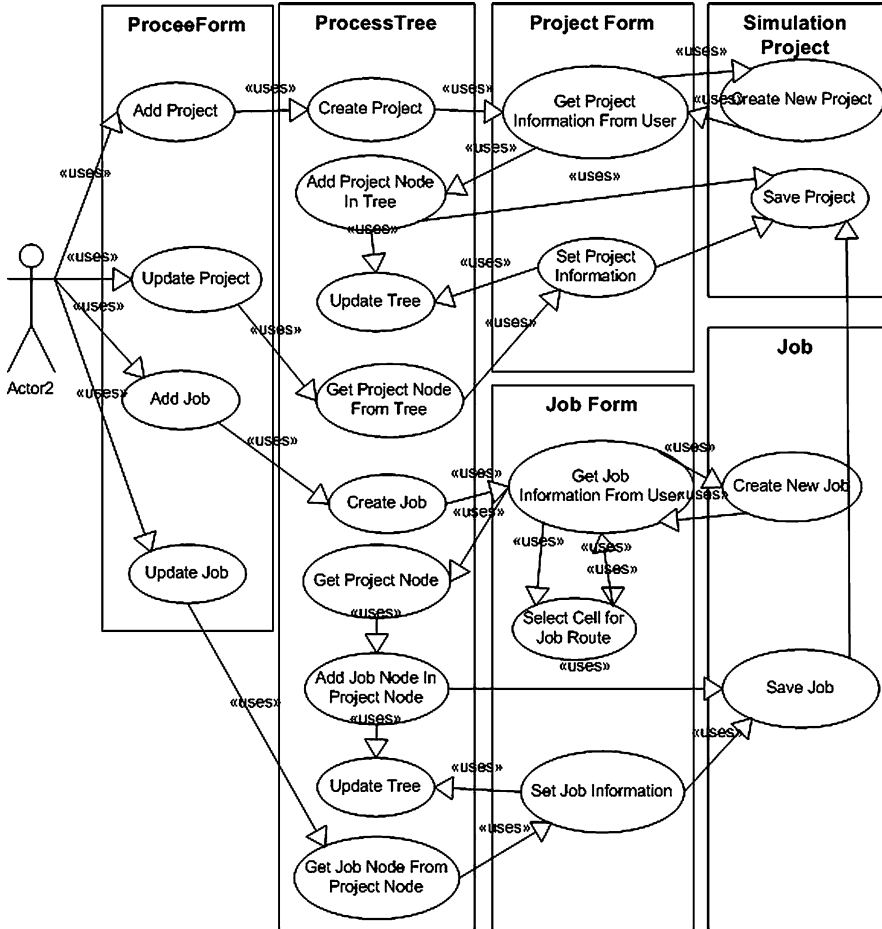 ProceeForm
ProcessTree
Project Form
Simulation
Project
«uses»
«uses»
«uses»
Add Project
Create Project
Get Project
Information From User
«uses»
Create New Project
«uses»
«uses»
«uses»
Add Project Node
In Tree
Save Project
«uses»
«uses»
Update Project
«uses»
Set Project
Information
Update Tree
«uses»
«uses»
«uses»
Job
Actor2
«uses»
Add Job
Get Project Node
From Tree
Job Form
«uses»
«uses»
«uses»
Get Job
Information From User
«uses»
Create New Job
Create Job
«uses»
«uses»
«uses»
«uses»
Update Job
Get Project Node
«uses»
Select Cell for
Job Route
«uses»
Add Job Node In
Project Node
Save Job
«uses»
«uses»
«uses»
«uses»
Update Tree
Set Job Information
«uses»
Get Job Node From
Project Node